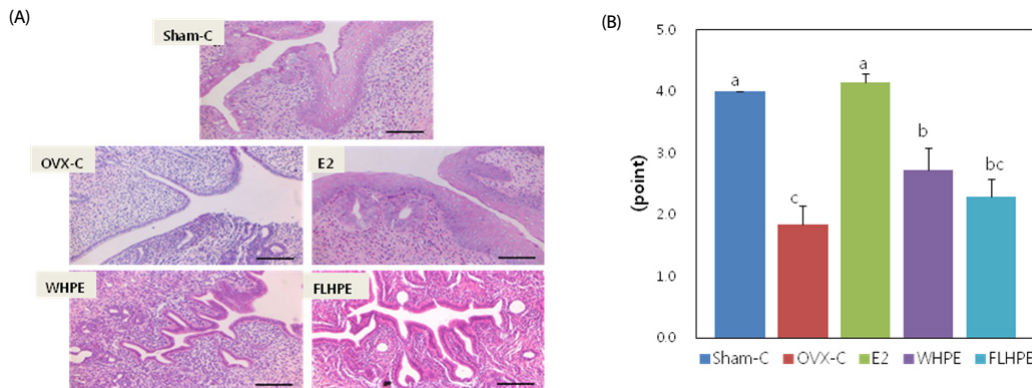 (A)
Sham-C
OVX-C
E2
WHPE
FLHPE
(B)
(point)
5.0
4.0
3.0
2.0
1.0
0.0
a
c
a
b
bc
Sham-C OVX-C E2 WHPE FLHPE